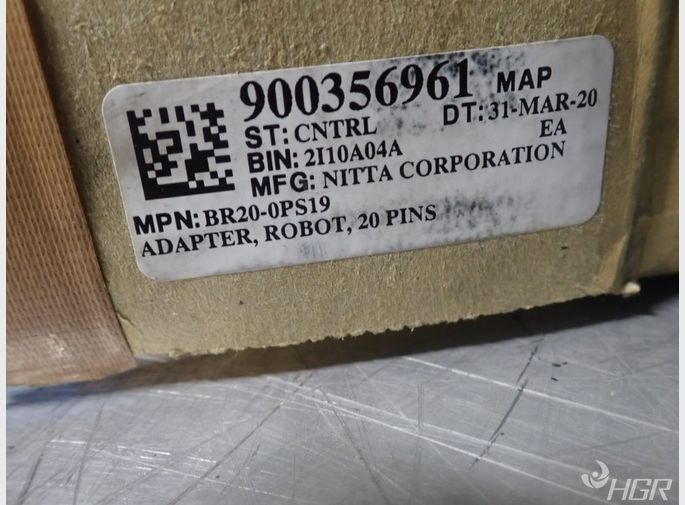 900356961 MAP
ST: CNTRL DT: 31-MAR-20
BIN: 2I10A04A EA
MFG: NITTA CORPORATION
MPN: BR20-0PS19
ADAPTER, ROBOT, 20 PINS
HGR